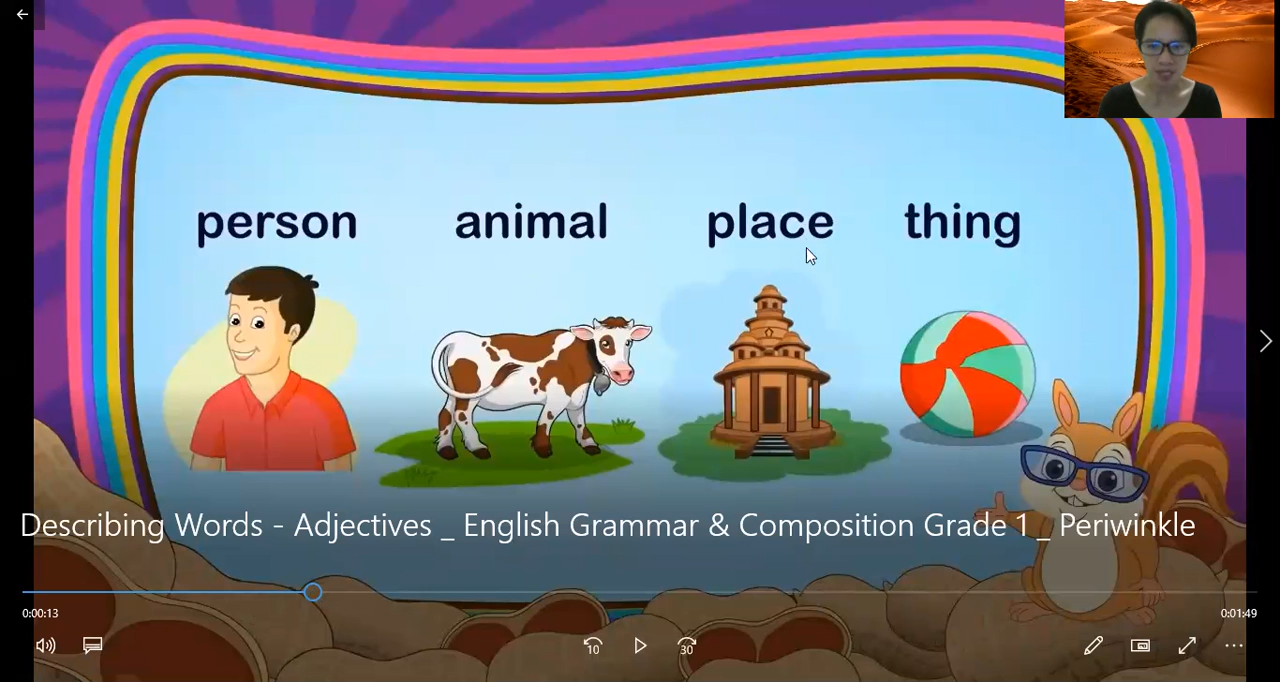 person animal place thing
Describing Words - Adjectives _ English Grammar & Composition Grade 1 _ Periwinkle
0:00:13 0:01:49
10 30